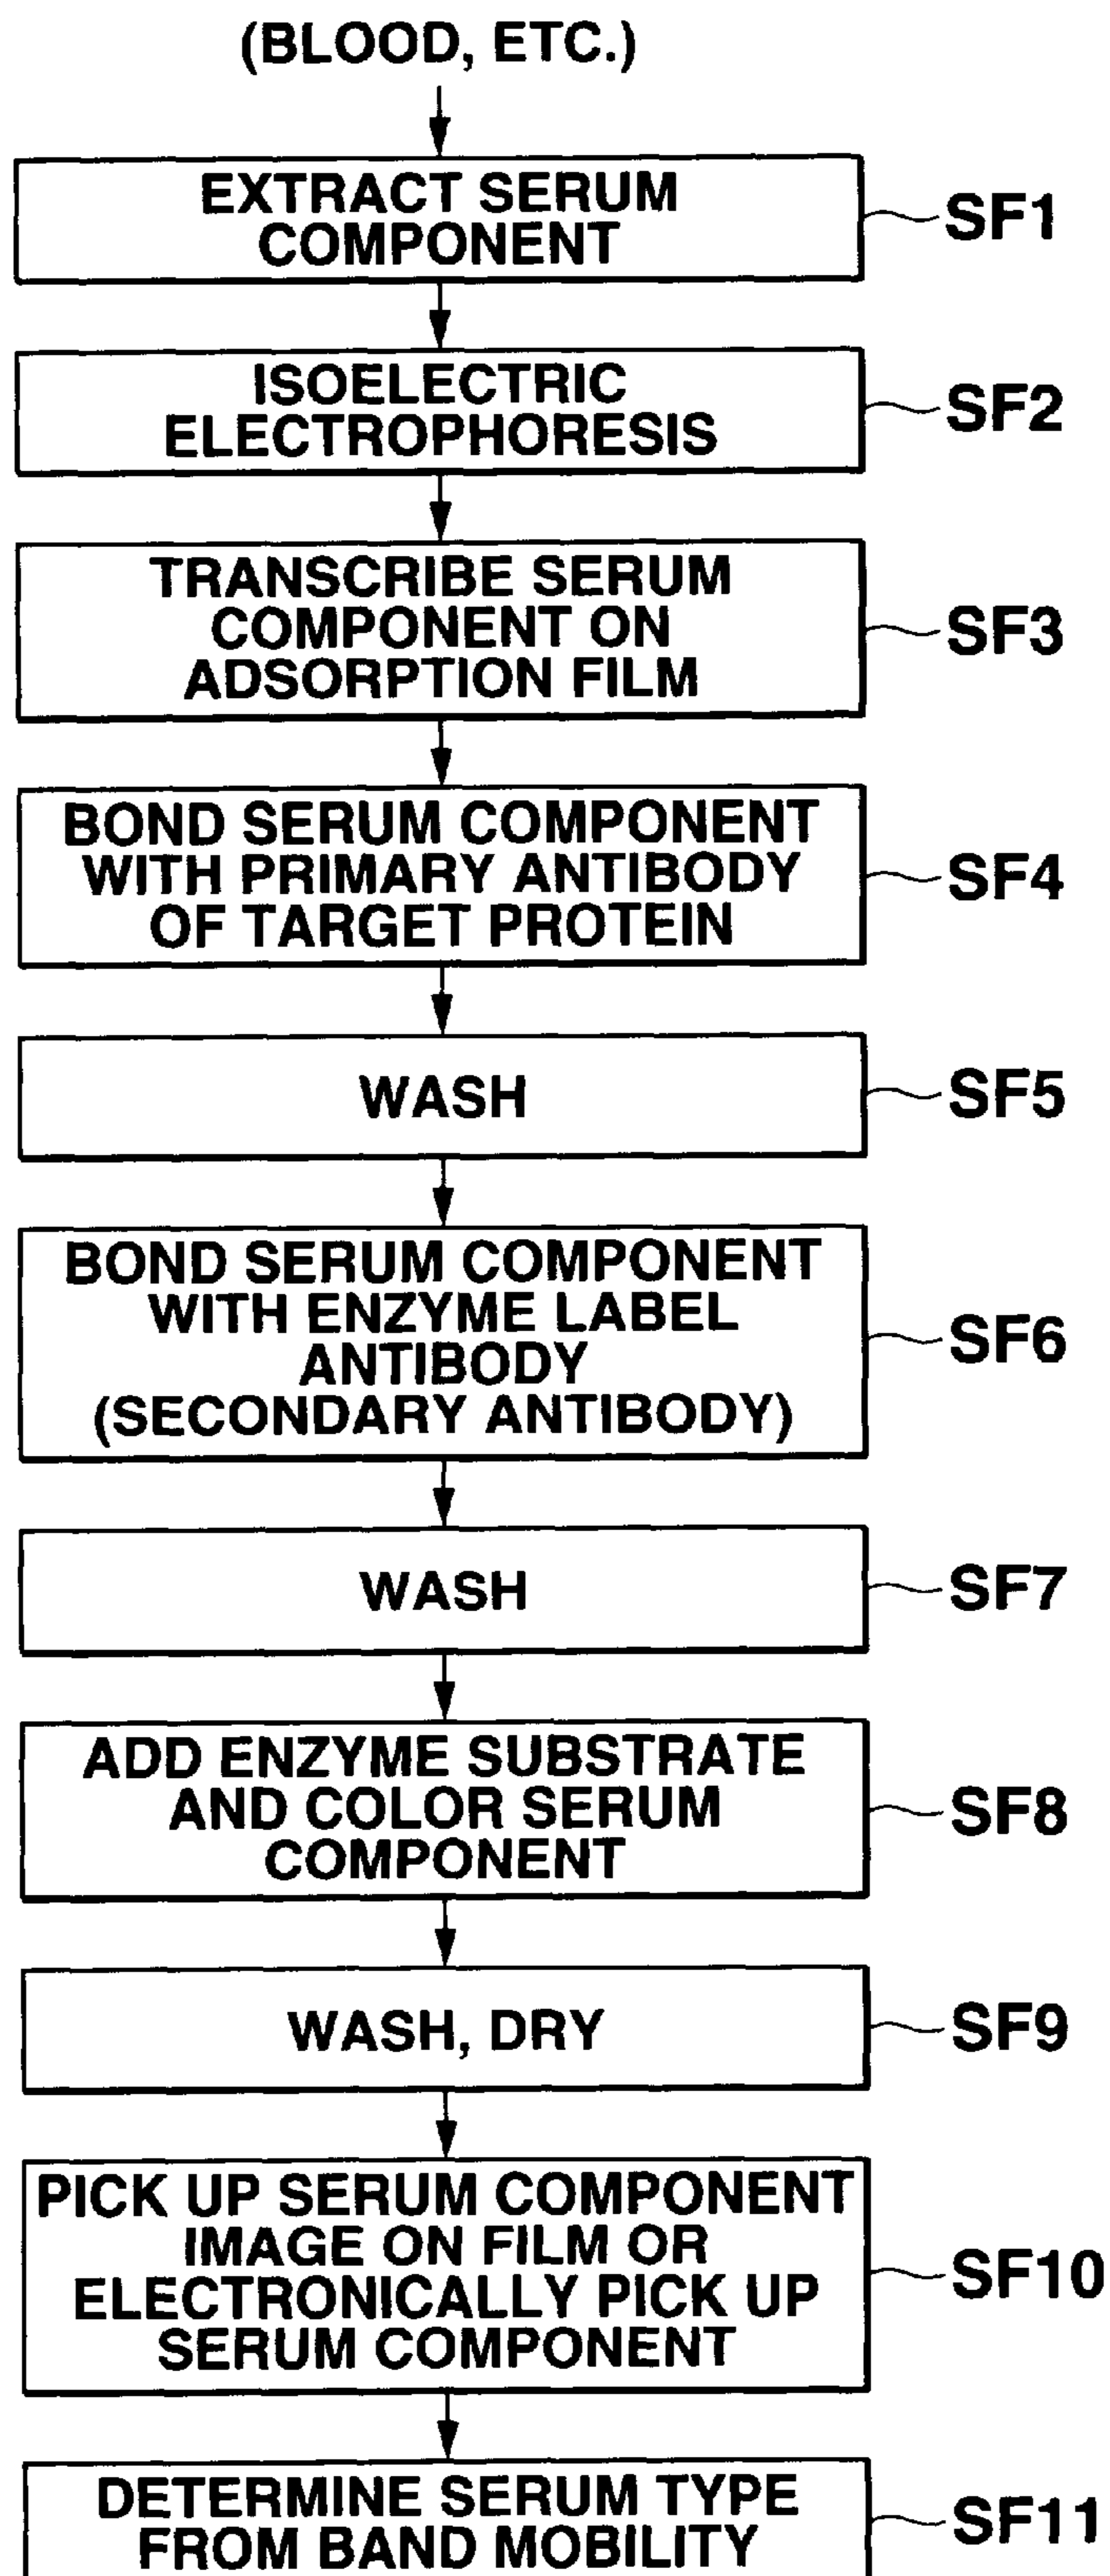 (BLOOD, ETC.)
EXTRACT SERUM
COMPONENT
SF1
ISOELECTRIC
ELECTROPHORESIS
SF2
TRANSCRIBE SERUM
COMPONENT ON
ADSORPTION FILM
SF3
BOND SERUM COMPONENT
WITH PRIMARY ANTIBODY
OF TARGET PROTEIN
SF4
WASH
SF5
BOND SERUM COMPONENT
WITH ENZYME LABEL
ANTIBODY
(SECONDARY ANTIBODY)
SF6
WASH
SF7
ADD ENZYME SUBSTRATE
AND COLOR SERUM
COMPONENT
SF8
WASH, DRY
SF9
PICK UP SERUM COMPONENT
IMAGE ON FILM OR
ELECTRONICALLY PICK UP
SERUM COMPONENT
SF10
DETERMINE SERUM TYPE
FROM BAND MOBILITY
SF11